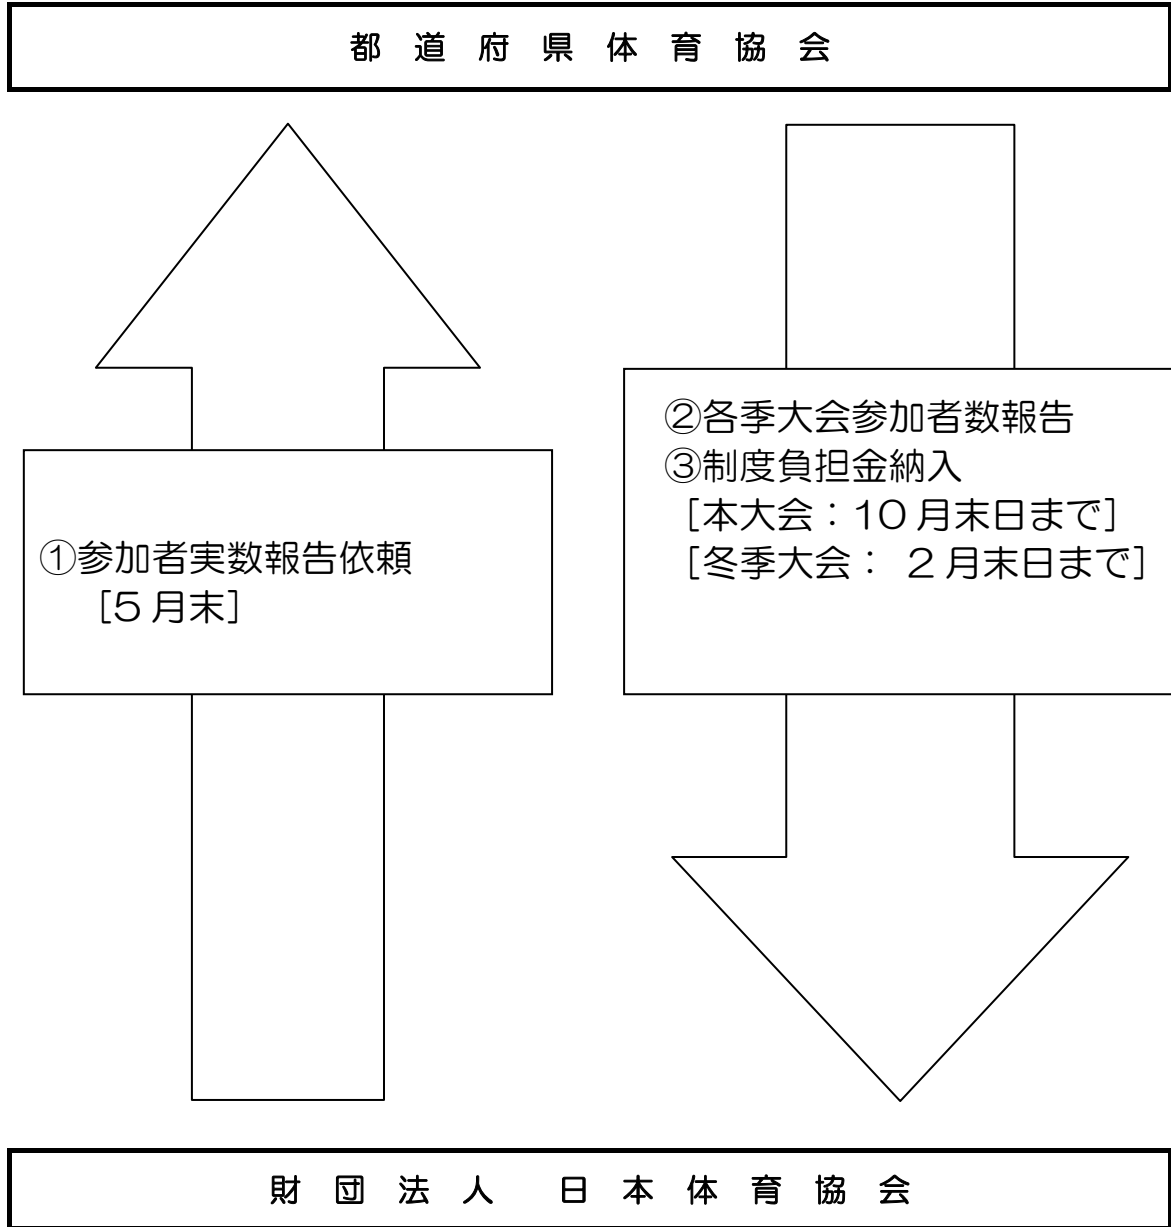 都道府県体育協会
①参加者実数報告依頼
[5月末]
②各季大会参加者数報告
③制度負担金納入
[本大会：10月末日まで]
[冬季大会： 2月末日まで]
財団法人 日本体育協会